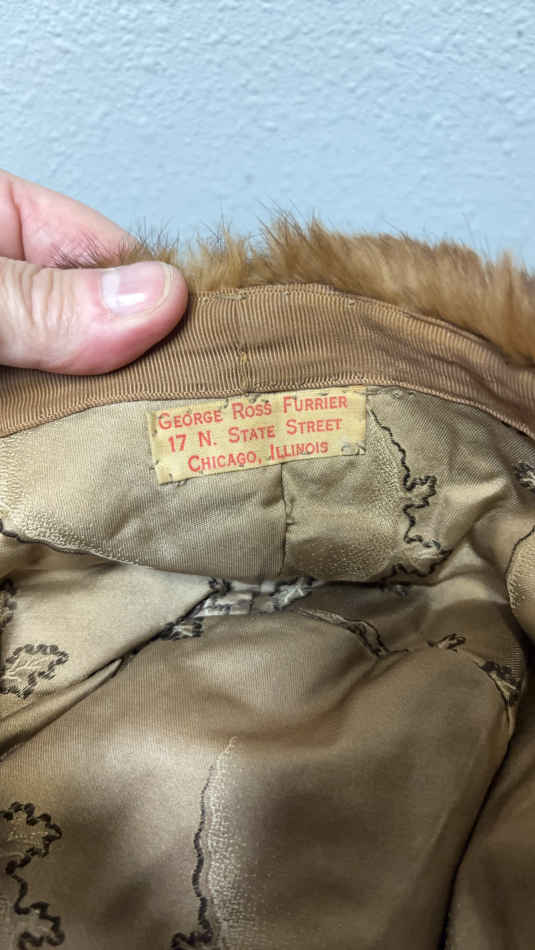 George Ross Furrier
17 N. State Street
Chicago, Illinois